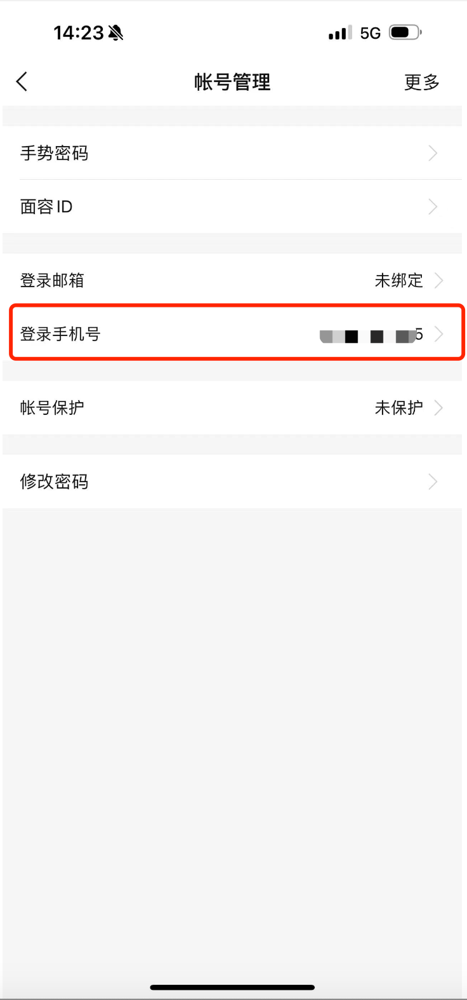 14:23 5G
帐号管理 更多
手势密码
面容 ID
登录邮箱 未绑定
登录手机号 5
帐号保护 未保护
修改密码